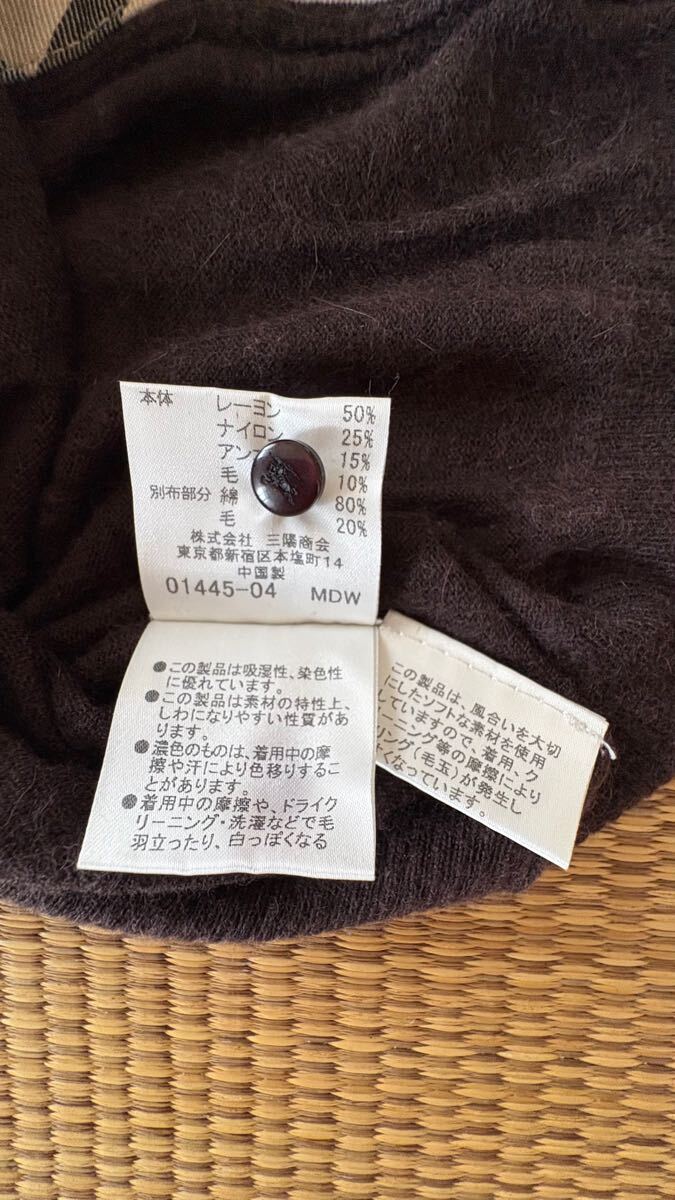 本体 レーヨン 50%
ナイロン 25%
アン 15%
毛 10%
別布部分 綿 80%
毛 20%
株式会社 三陽商会
東京都新宿区本塩町14
中国製
01445-04 MDW
●この製品は吸湿性、染色性
に優れています。
●この製品は素材の特性上、
しわになりやすい性質があ
ります。
●濃色のものは、着用中の摩
擦や汗により色移りするこ
とがあります。
●着用中の摩擦や、ドライク
リーニング・洗濯などで毛
羽立ったり、白っぽくなる
この製品は、風合いを大切
にしたソフトな素材を使用
していますので、着用、ク
リーニング等の摩擦により
リング(毛玉)が発生し
くなっています。